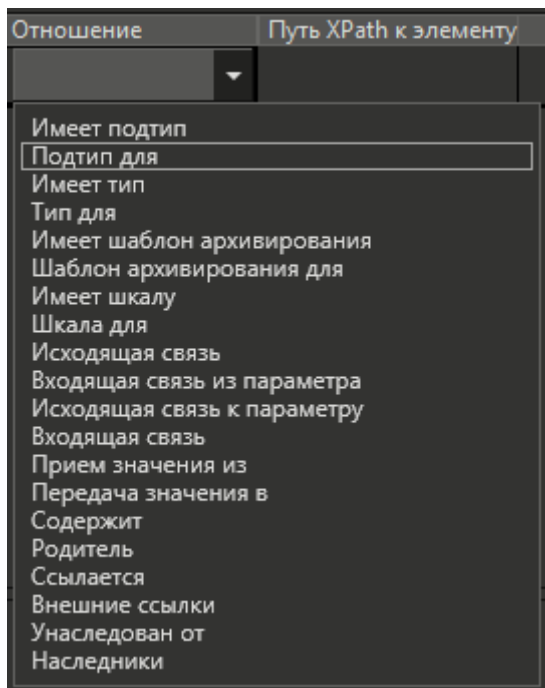 Отношение
Путь XPath к элементу
Имеет подтип
Подтип для
Имеет тип
Тип для
Имеет шаблон архивирования
Шаблон архивирования для
Имеет шкалу
Шкала для
Исходящая связь
Входящая связь из параметра
Исходящая связь к параметру
Входящая связь
Прием значения из
Передача значения в
Содержит
Родитель
Ссылается
Внешние ссылки
Унаследован от
Наследники